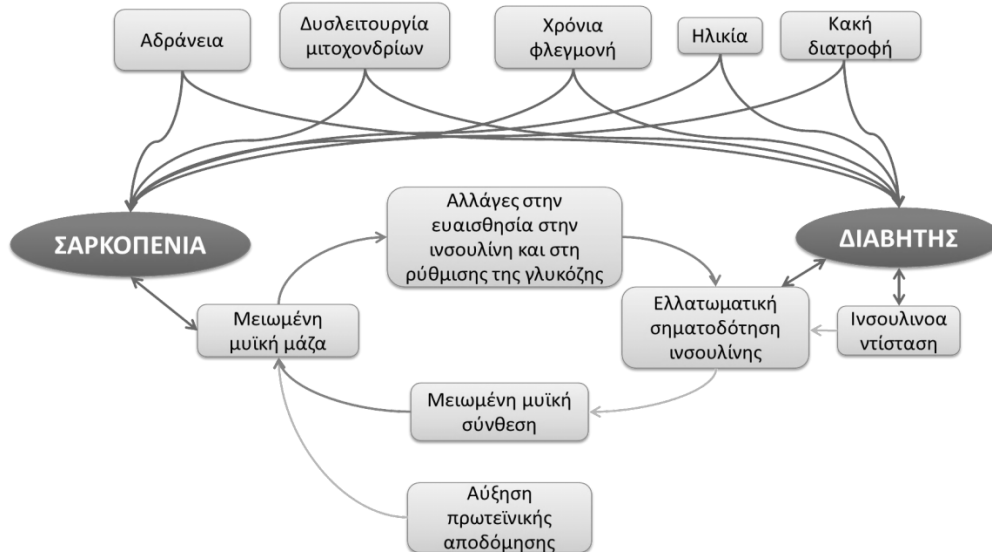 Αδράνεια
Δυσλειτουργία
μιτοχονδρίων
Χρόνια
φλεγμονή
Ηλικία
Κακή
διατροφή
ΣΑΡΚΟΠΕΝΙΑ
Αλλάγες στην
ευαισθησία στην
ινσουλίνη και στη
ρύθμισης της γλυκόζης
ΔΙΑΒΗΤΗΣ
Μειωμένη
μυϊκή μάζα
Ελλατωματική
σηματοδότηση
ινσουλίνης
Ινσουλινοα
ντίσταση
Μειωμένη μυϊκή
σύνθεση
Αύξηση
πρωτεϊνικής
αποδόμησης